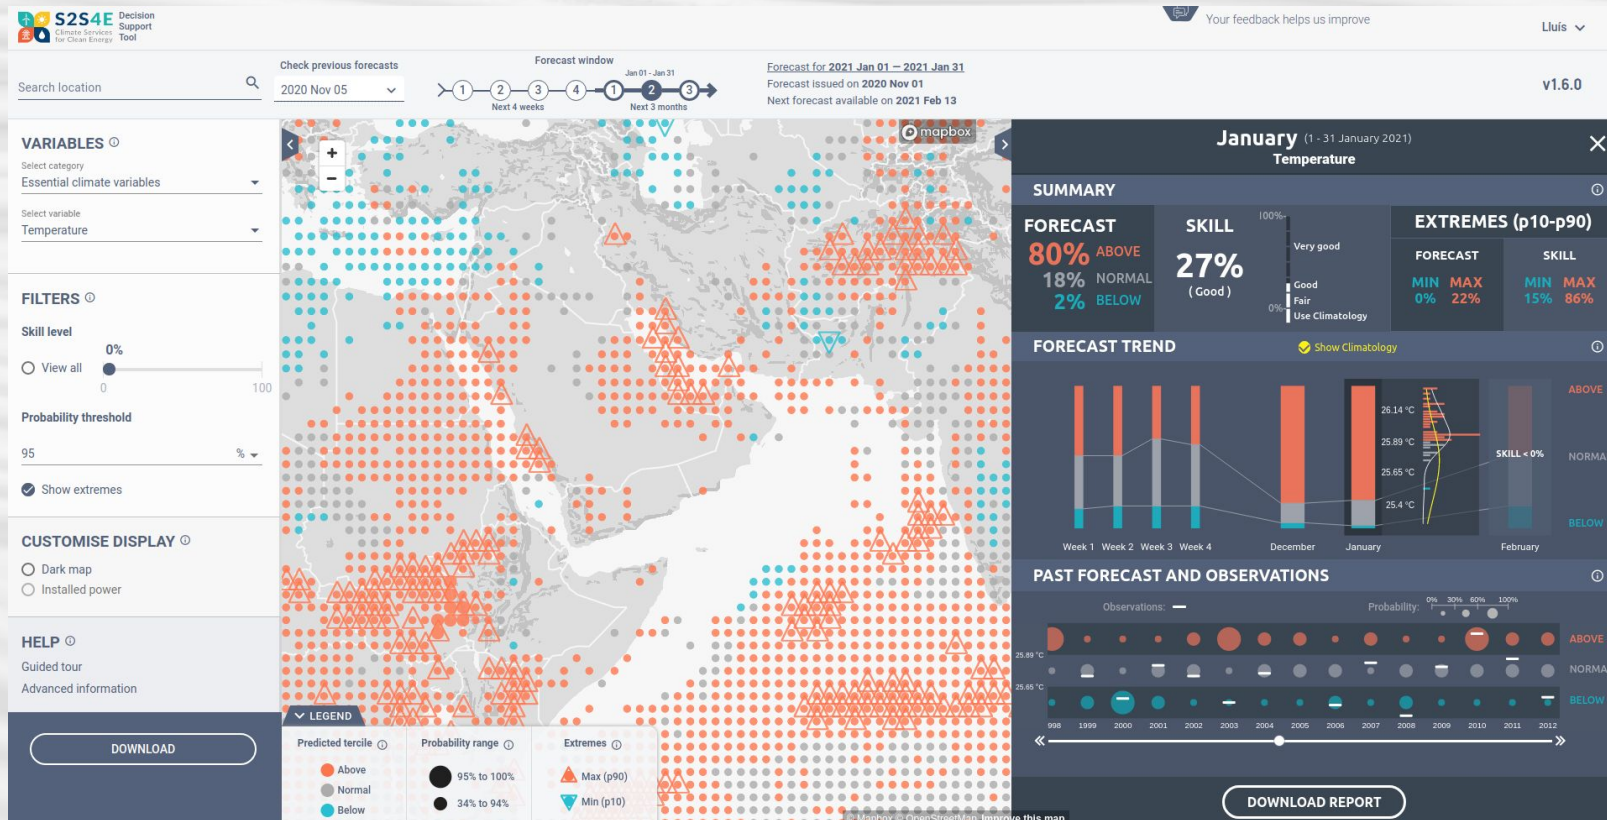 S2S4E
Climate Services
for Clean Energy
Decision
Support
Tool
Your feedback helps us improve
Lluís
Search location
Check previous forecasts
2020 Nov 05
Forecast window
Jan 01 - Jan 31
1 2 3 4 1 2 3
Next 4 weeks
Next 3 months
Forecast for 2021 Jan 01 — 2021 Jan 31
Forecast issued on 2020 Nov 01
Next forecast available on 2021 Feb 13
v1.6.0
VARIABLES
Select category
Essential climate variables
Select variable
Temperature
FILTERS
Skill level
0%
View all
0 100
Probability threshold
95 %
Show extremes
CUSTOMISE DISPLAY
Dark map
Installed power
HELP
Guided tour
Advanced information
DOWNLOAD
+
−
mapbox
LEGEND
Predicted tercile
Above
Normal
Below
Probability range
95% to 100%
34% to 94%
Extremes
Max (p90)
Min (p10)
© Mapbox © OpenStreetMap Improve this map
January (1 - 31 January 2021)
Temperature
SUMMARY
FORECAST
80% ABOVE
18% NORMAL
2% BELOW
SKILL
27%
( Good )
100%
Very good
Good
Fair
0%
Use Climatology
EXTREMES (p10-p90)
FORECAST
MIN MAX
0% 22%
SKILL
MIN MAX
15% 86%
FORECAST TREND
Show Climatology
ABOVE
26.14 °C
25.89 °C
SKILL < 0%
NORMA
25.65 °C
25.4 °C
BELOW
Week 1 Week 2 Week 3 Week 4 December January February
PAST FORECAST AND OBSERVATIONS
Observations:
Probability:
0% 30% 60% 100%
ABOVE
25.89 °C
NORMA
25.65 °C
BELOW
998 1999 2000 2001 2002 2003 2004 2005 2006 2007 2008 2009 2010 2011 2012
DOWNLOAD REPORT